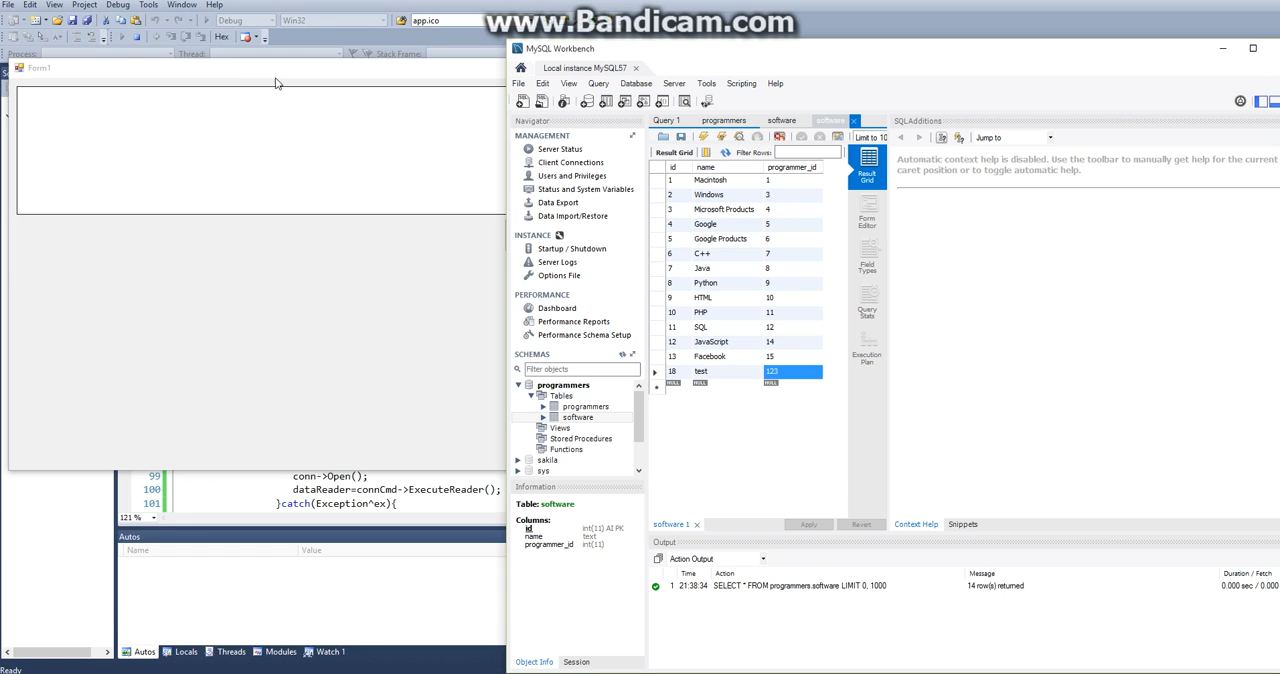 File Edit View Project Debug Tools Window Help
www.Bandicam.com
Debug Win32 app.ico
Hex
Process: Thread: Stack Frame:
Form1
99 conn->Open();
100 dataReader=connCmd->ExecuteReader();
101 }catch(Exception^ex){
121 %
Autos
Name Value
Autos Locals Threads Modules Watch 1
Ready
MySQL Workbench
Local instance MySQL57
File Edit View Query Database Server Tools Scripting Help
Navigator
MANAGEMENT
Server Status
Client Connections
Users and Privileges
Status and System Variables
Data Export
Data Import/Restore
INSTANCE
Startup / Shutdown
Server Logs
Options File
PERFORMANCE
Dashboard
Performance Reports
Performance Schema Setup
SCHEMAS
Filter objects
programmers
Tables
programmers
software
Views
Stored Procedures
Functions
sakila
sys
Information
Table: software
Columns:
id int(11) AI PK
name text
programmer_id int(11)
Object Info Session
Query 1 programmers software software
Limit to 10
Result Grid Filter Rows:
id name programmer_id
1 Macintosh 1
2 Windows 3
3 Microsoft Products 4
4 Google 5
5 Google Products 6
6 C++ 7
7 Java 8
8 Python 9
9 HTML 10
10 PHP 11
11 SQL 12
12 JavaScript 14
13 Facebook 15
18 test 123
NULL NULL NULL
Result
Grid
Form
Editor
Field
Types
Query
Stats
Execution
Plan
software 1 Apply Revert
SQLAdditions
Jump to
Automatic context help is disabled. Use the toolbar to manually get help for the current
caret position or to toggle automatic help.
Context Help Snippets
Output
Action Output
Time Action Message Duration / Fetch
1 21:38:34 SELECT * FROM programmers.software LIMIT 0, 1000 14 row(s) returned 0.000 sec / 0.000